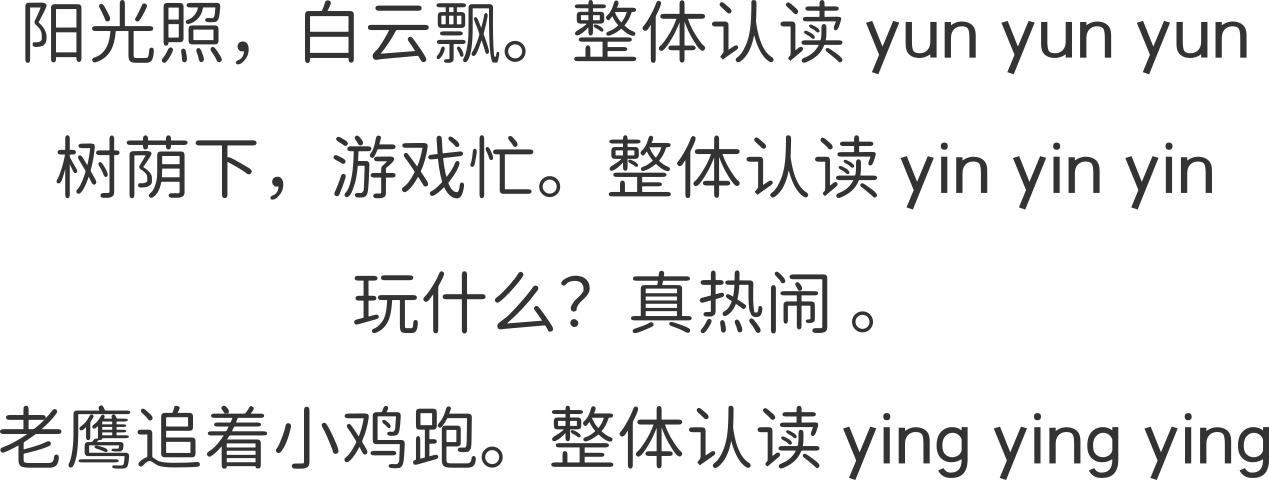 阳光照，白云飘。整体认读 yun yun yun
树荫下，游戏忙。整体认读 yin yin yin
玩什么？真热闹 。
老鹰追着小鸡跑。整体认读 ying ying ying